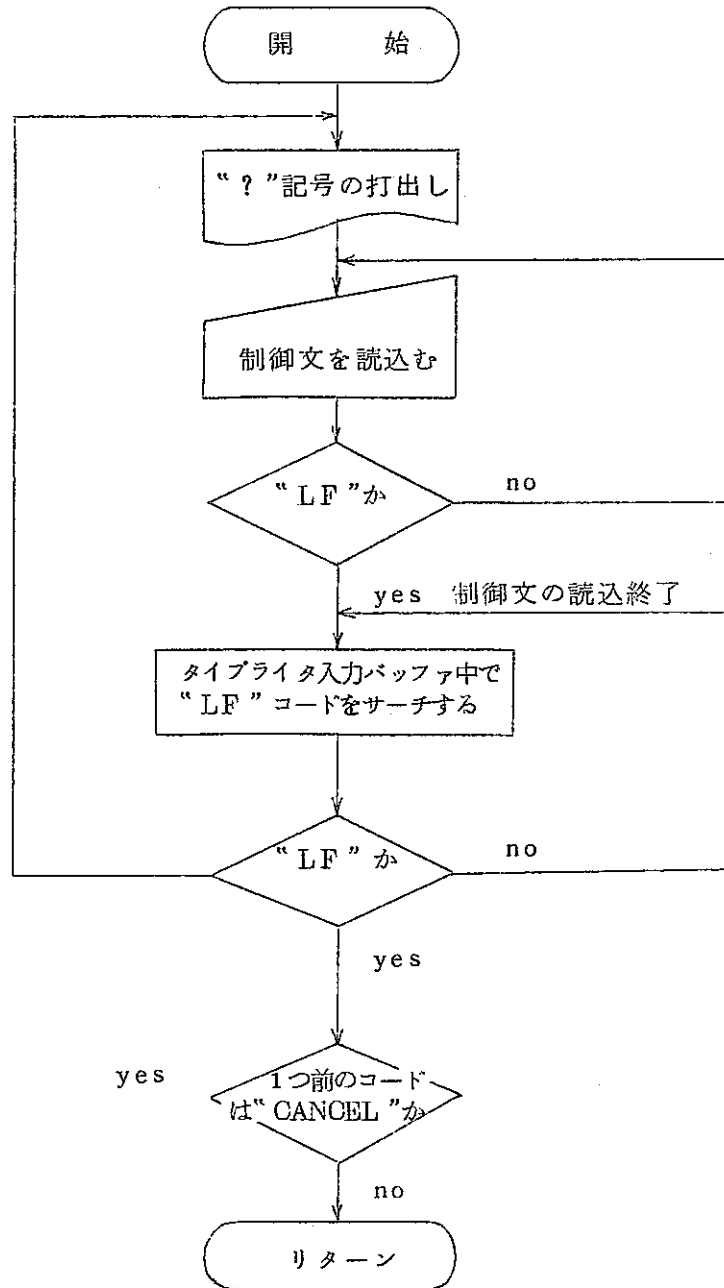 開 始
“?”記号の打出し
制御文を読込む
“LF”か
no
yes 制御文の読込終了
タイプライタ入力バッファ中で
“LF”コードをサーチする
“LF”か
no
yes
yes
1つ前のコード
は“CANCEL”か
no
リターン